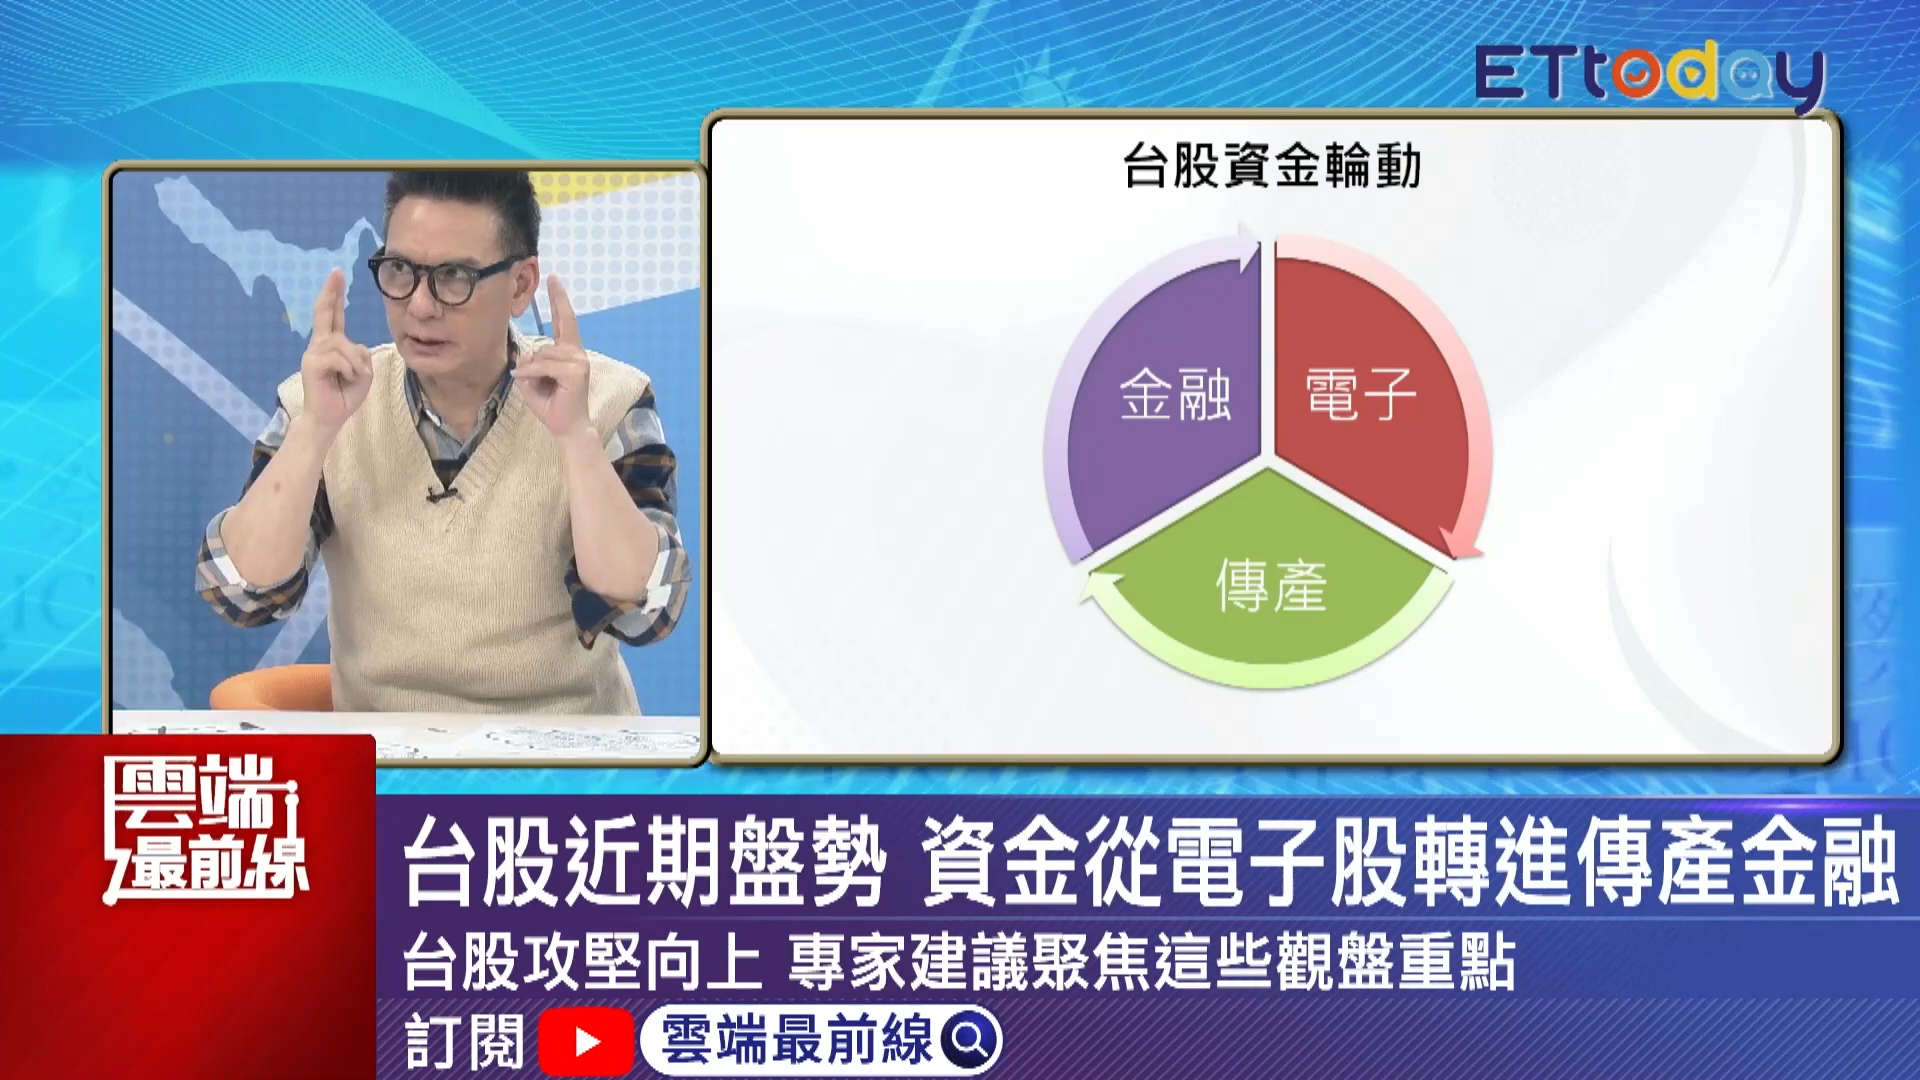 ETtoday
台股資金輪動
金融
電子
傳產
雲端
最前線
台股近期盤勢 資金從電子股轉進傳產金融
台股攻堅向上 專家建議聚焦這些觀盤重點
訂閱
雲端最前線